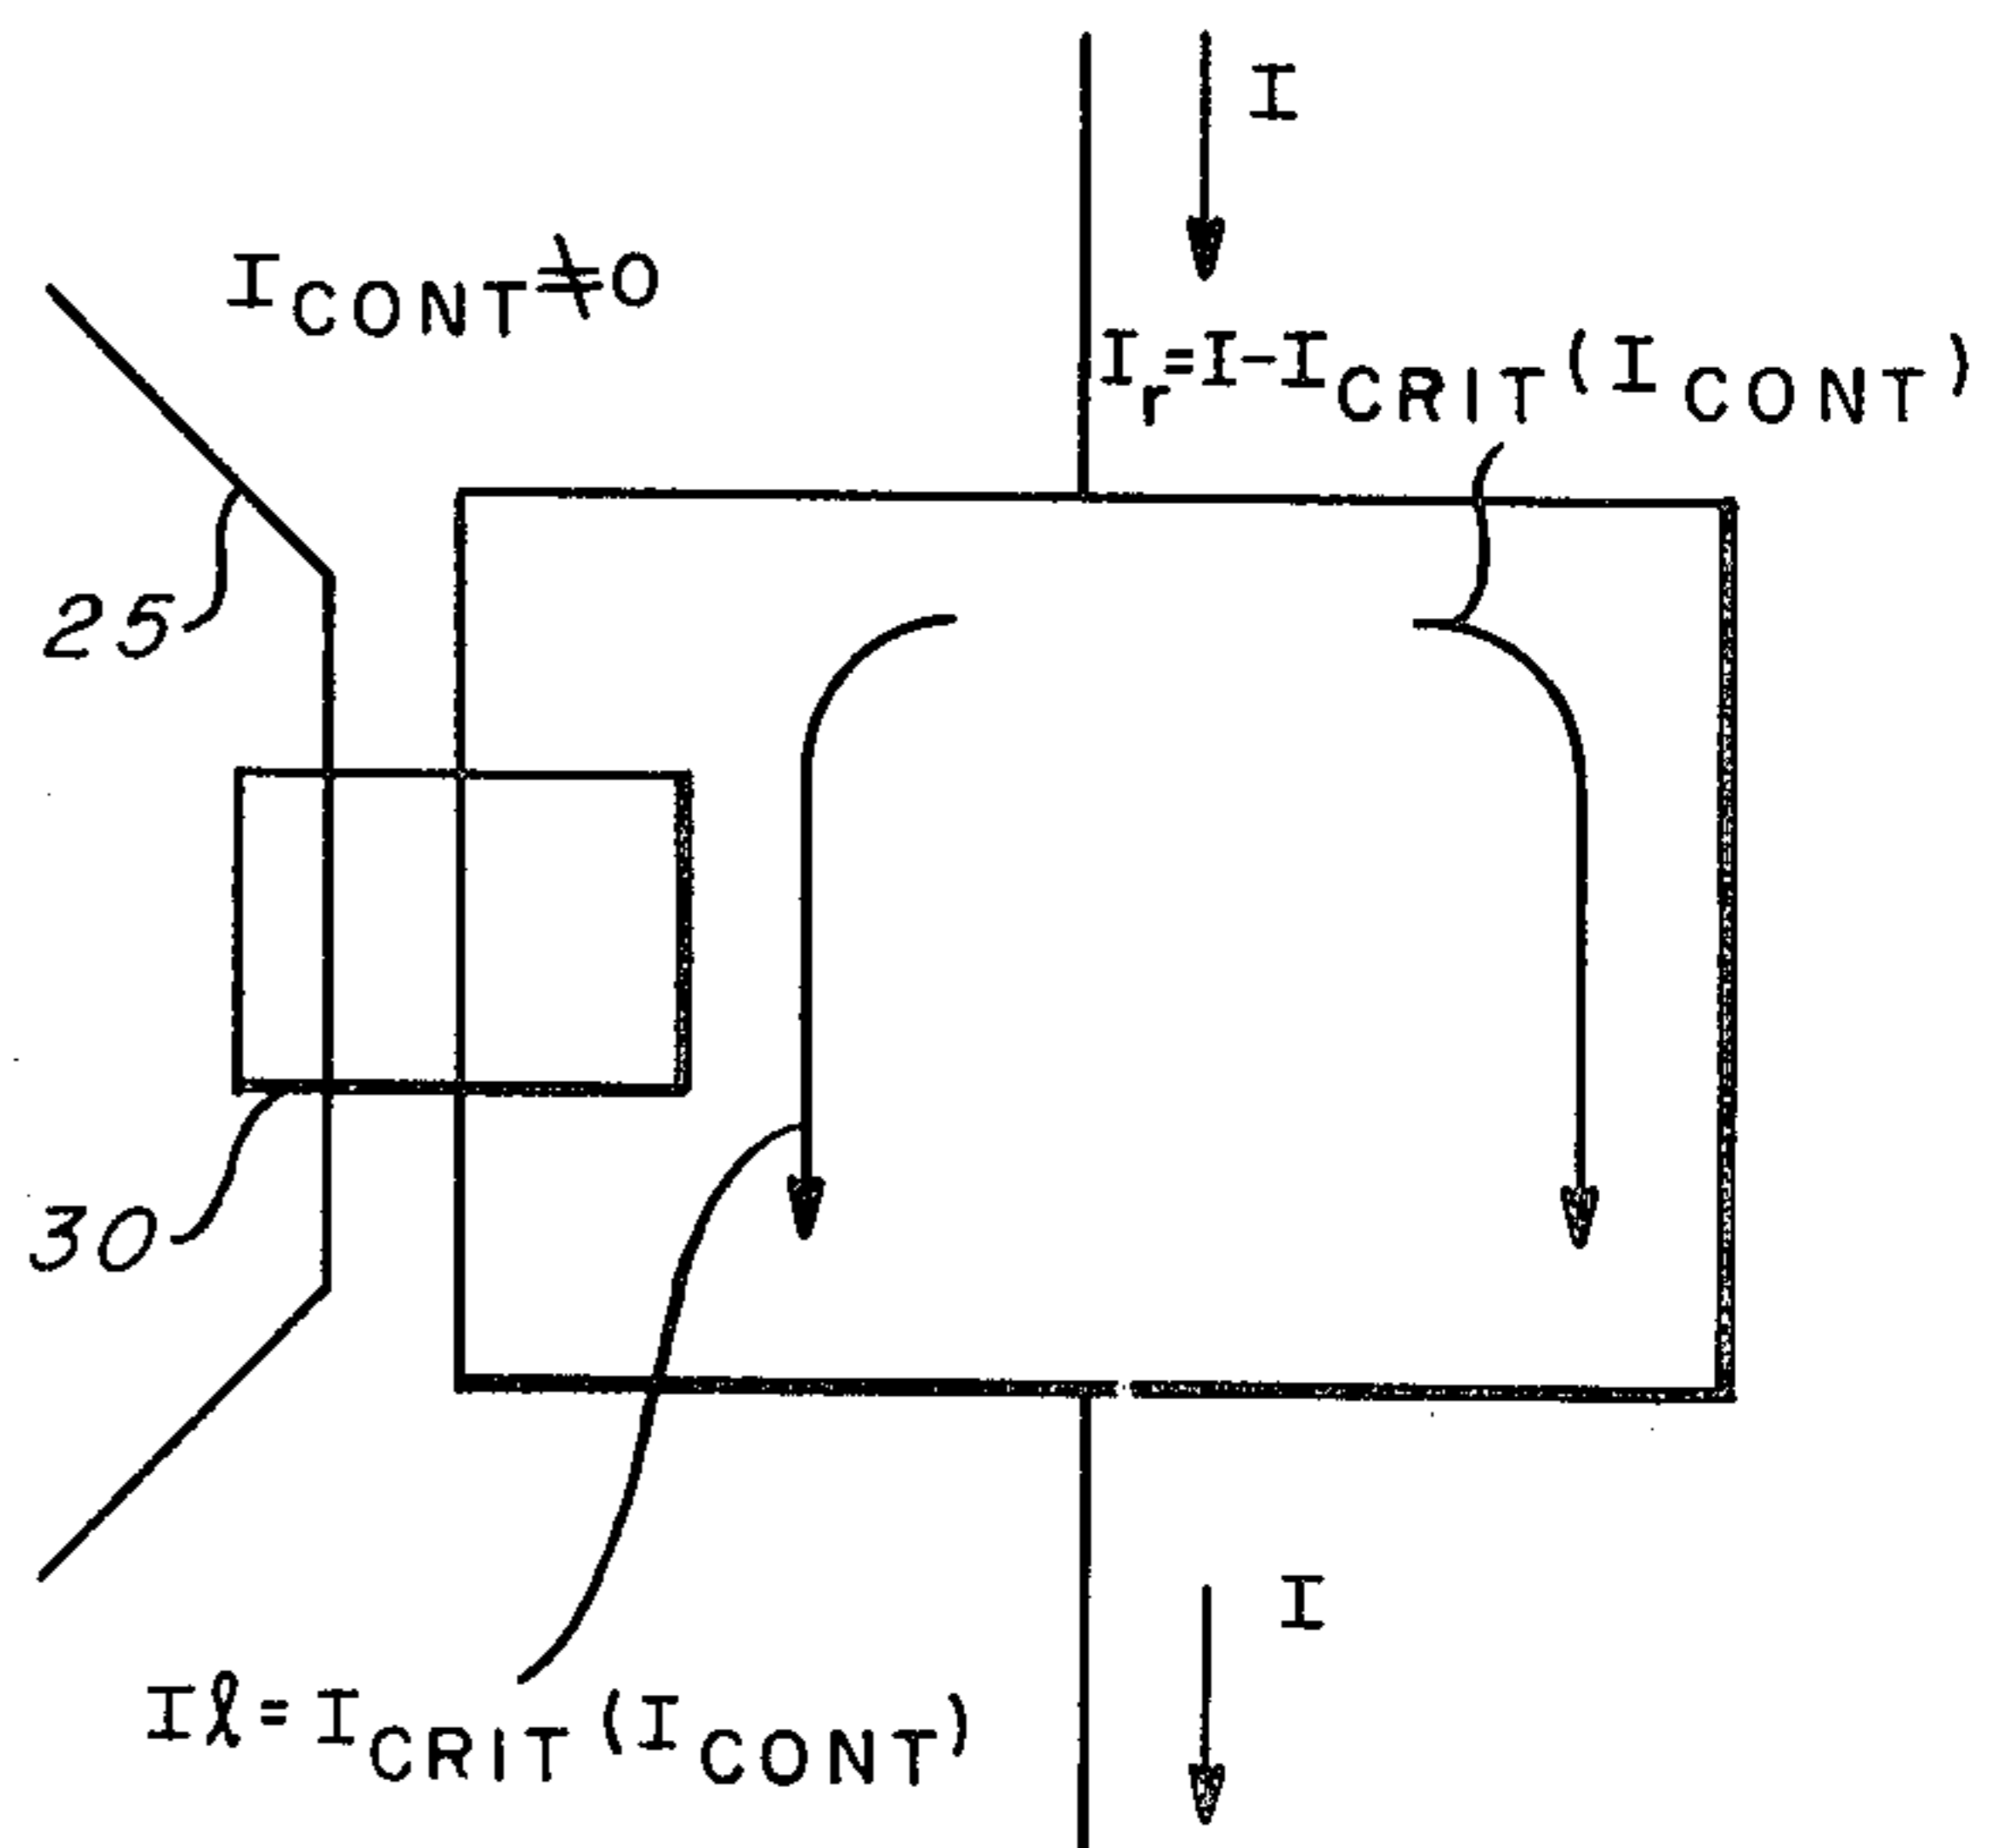 I
I_CONT≠0
I_r=I-I_CRIT(I_CONT)
25
30
I
Iℓ=I_CRIT(I_CONT)